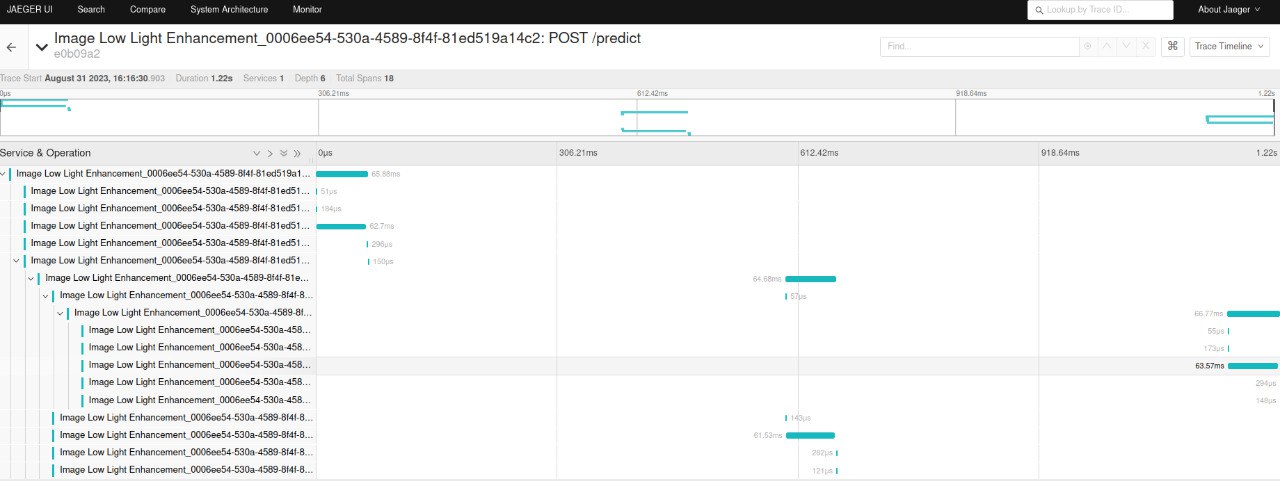 JAEGER UI Search Compare System Architecture Monitor Lookup by Trace ID... About Jaeger
Image Low Light Enhancement_0006ee54-530a-4589-8f4f-81ed519a14c2: POST /predict
e0b09a2
Find... Trace Timeline
Trace Start August 31 2023, 16:16:30.903 Duration 1.22s Services 1 Depth 6 Total Spans 18
0µs 306.21ms 612.42ms 918.64ms 1.22s
Service & Operation 0µs 306.21ms 612.42ms 918.64ms 1.22s
Image Low Light Enhancement_0006ee54-530a-4589-8f4f-81ed519a1... 65.88ms
Image Low Light Enhancement_0006ee54-530a-4589-8f4f-81ed51... 51µs
Image Low Light Enhancement_0006ee54-530a-4589-8f4f-81ed51... 184µs
Image Low Light Enhancement_0006ee54-530a-4589-8f4f-81ed51... 62.7ms
Image Low Light Enhancement_0006ee54-530a-4589-8f4f-81ed51... 296µs
Image Low Light Enhancement_0006ee54-530a-4589-8f4f-81ed51... 150µs
Image Low Light Enhancement_0006ee54-530a-4589-8f4f-81e... 64.68ms
Image Low Light Enhancement_0006ee54-530a-4589-8f4f-8... 57µs
Image Low Light Enhancement_0006ee54-530a-4589-8f... 66.77ms
Image Low Light Enhancement_0006ee54-530a-458... 55µs
Image Low Light Enhancement_0006ee54-530a-458... 173µs
Image Low Light Enhancement_0006ee54-530a-458... 63.57ms
Image Low Light Enhancement_0006ee54-530a-458... 294µs
Image Low Light Enhancement_0006ee54-530a-458... 148µs
Image Low Light Enhancement_0006ee54-530a-4589-8f4f-8... 143µs
Image Low Light Enhancement_0006ee54-530a-4589-8f4f-8... 61.53ms
Image Low Light Enhancement_0006ee54-530a-4589-8f4f-8... 282µs
Image Low Light Enhancement_0006ee54-530a-4589-8f4f-8... 121µs